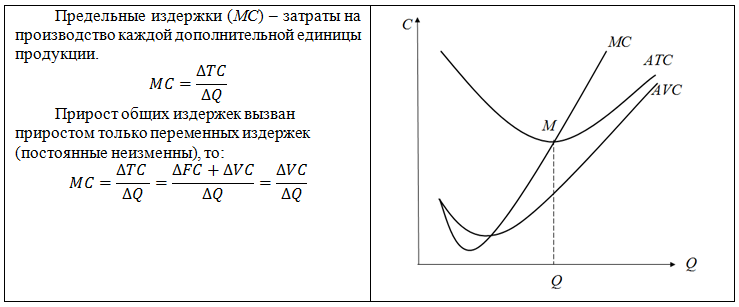 Предельные издержки (МС) – затраты на
производство каждой дополнительной единицы
продукции.
MC = ΔTC / ΔQ
Прирост общих издержек вызван
приростом только переменных издержек
(постоянные неизменны), то:
MC = ΔTC / ΔQ = ΔFC + ΔVC / ΔQ = ΔVC / ΔQ
C
MC
ATC
AVC
M
Q
Q